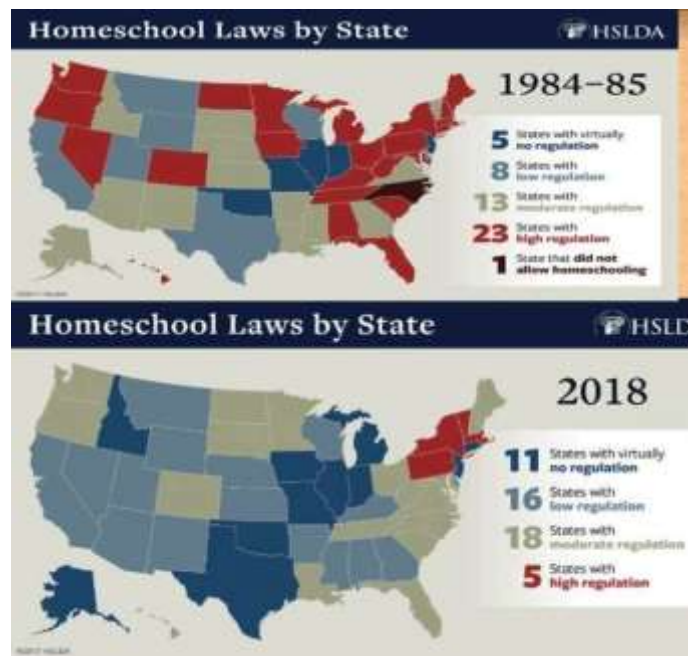 Homeschool Laws by State
HSLDA
1984–85
5 States with virtually
no regulation
8 States with
low regulation
13 States with
moderate regulation
23 States with
high regulation
1 State that did not
allow homeschooling
Homeschool Laws by State
HSLD
2018
11 States with virtually
no regulation
16 States with
low regulation
18 States with
moderate regulation
5 States with
high regulation